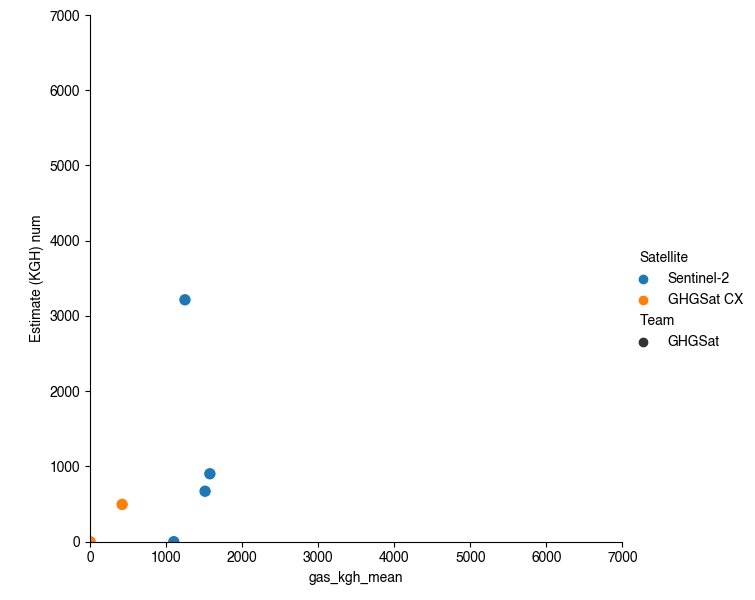 7000
6000
5000
4000
3000
2000
1000
0
Estimate (KGH) num
0 1000 2000 3000 4000 5000 6000 7000
gas_kgh_mean
Satellite
Sentinel-2
GHGSat CX
Team
GHGSat